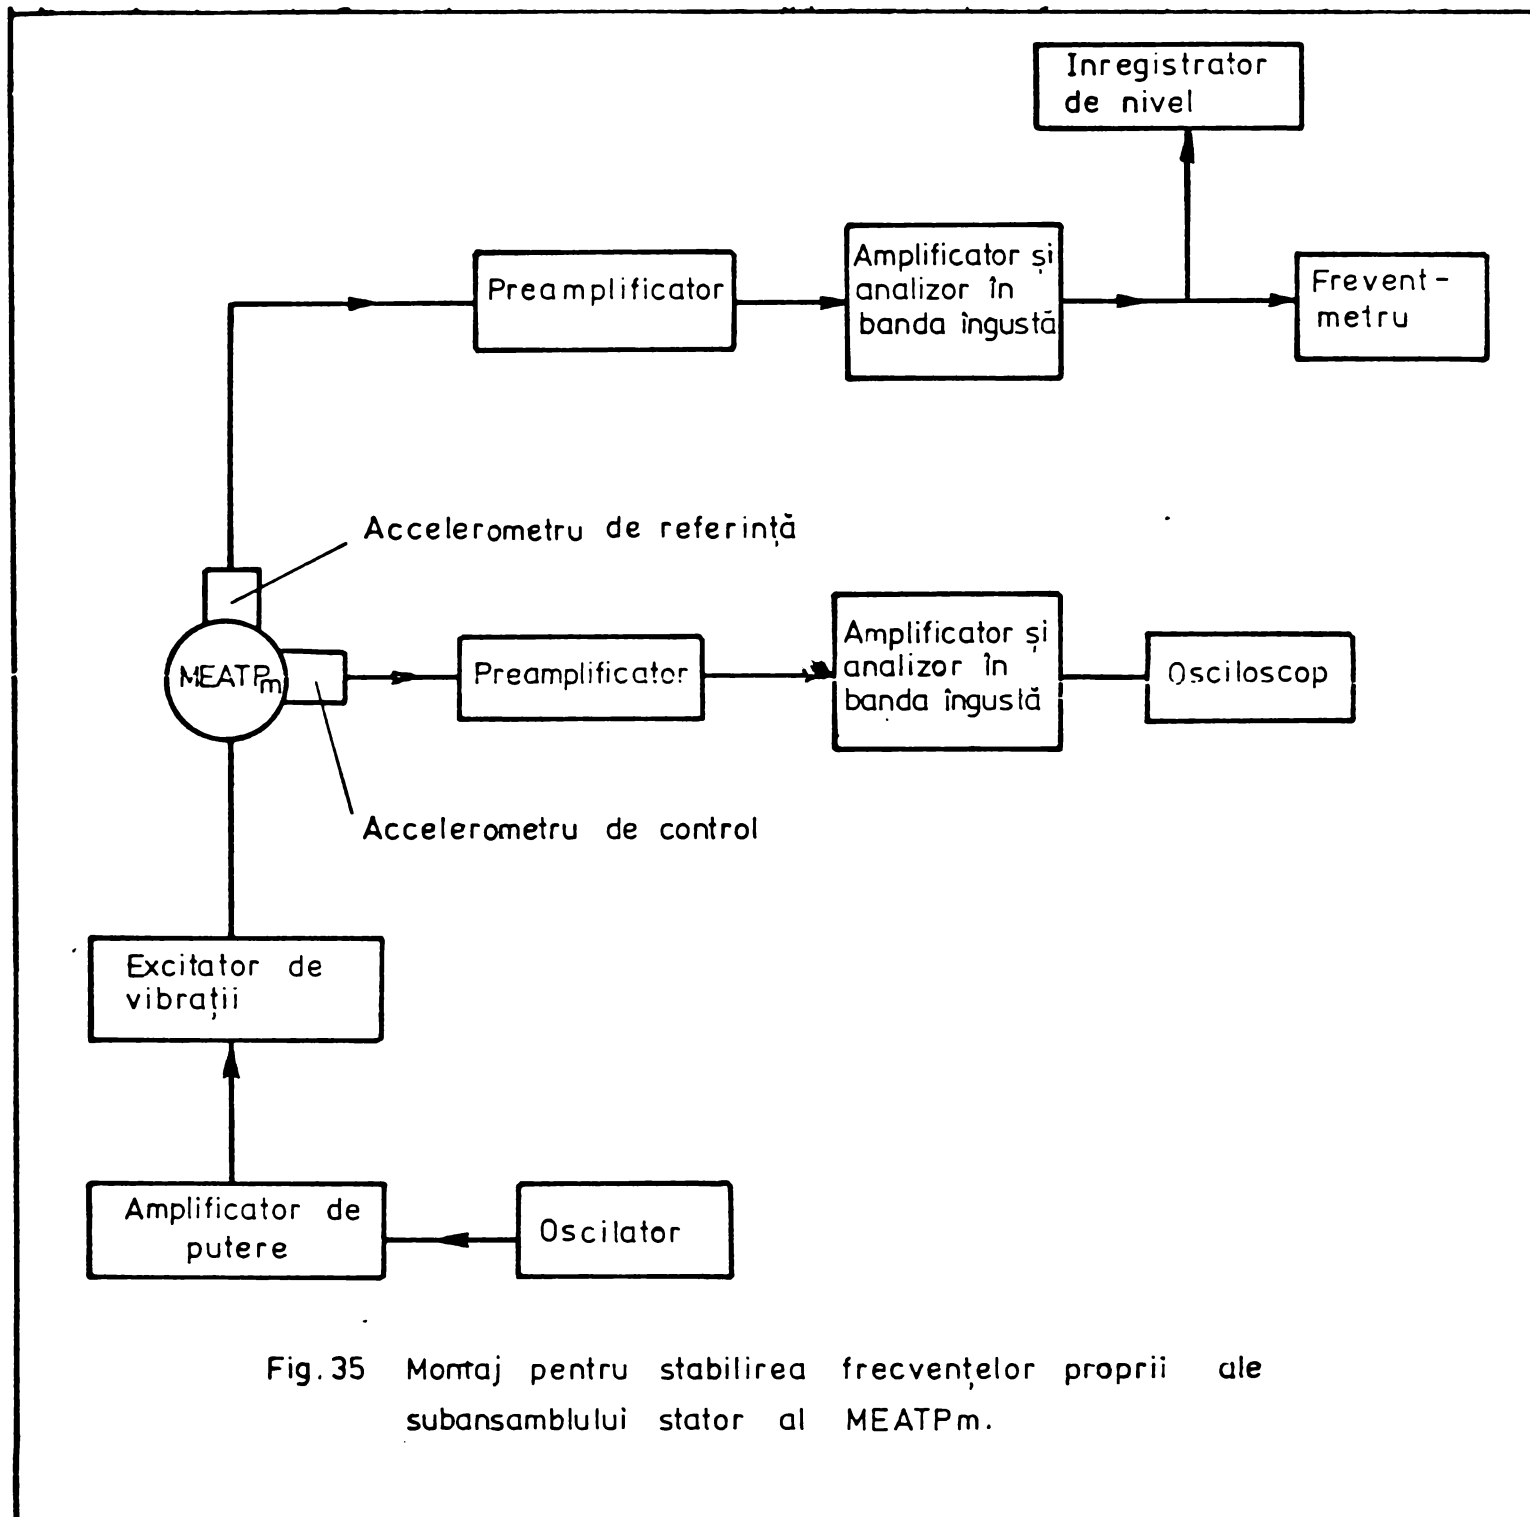 Inregistrator
de nivel
Preamplificator
Amplificator și
analizor în
banda îngustă
Frevent-
metru
Accelerometru de referință
MEATPm
Preamplificator
Amplificator și
analizor în
banda îngustă
Osciloscop
Accelerometru de control
Excitator de
vibrații
Amplificator de
putere
Oscilator
Fig. 35 Montaj pentru stabilirea frecvențelor proprii ale
subansamblului stator al MEATPm.